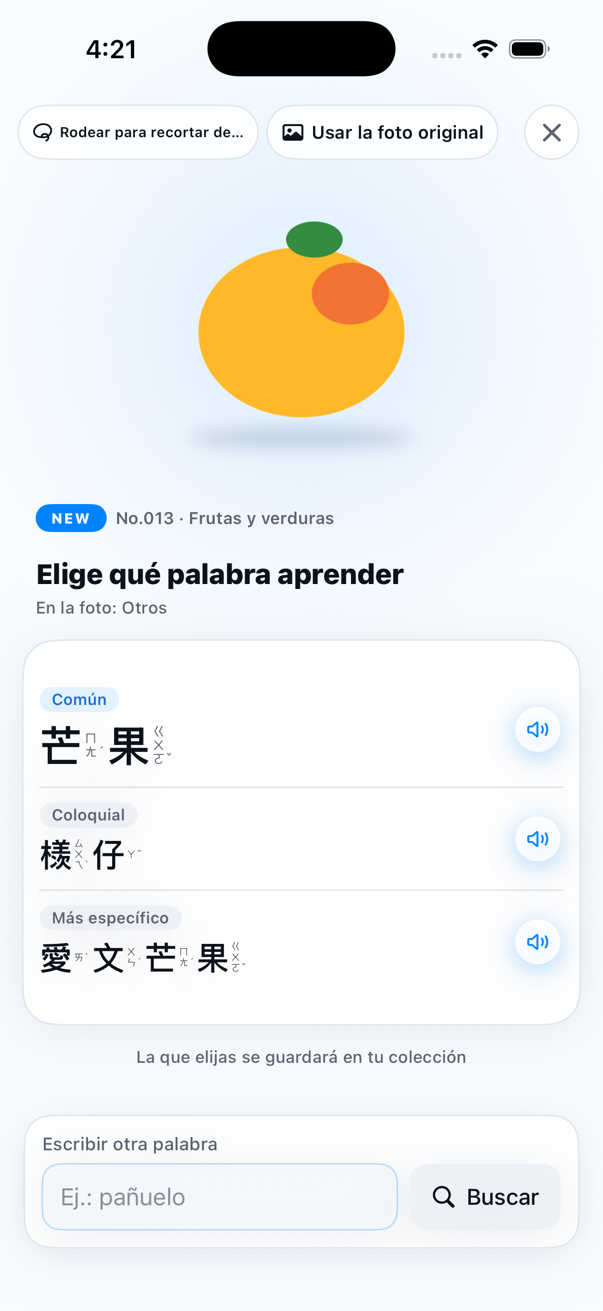 4:21
Rodear para recortar de...
Usar la foto original
NEW No.013 · Frutas y verduras
Elige qué palabra aprender
En la foto: Otros
Común
芒ㄇㄤˊ果ㄍㄨㄛˇ
Coloquial
檨ㄙㄨㄟ仔ㄚˇ
Más específico
愛ㄞˋ文ㄨㄣˊ芒ㄇㄤˊ果ㄍㄨㄛˇ
La que elijas se guardará en tu colección
Escribir otra palabra
Ej.: pañuelo
Buscar